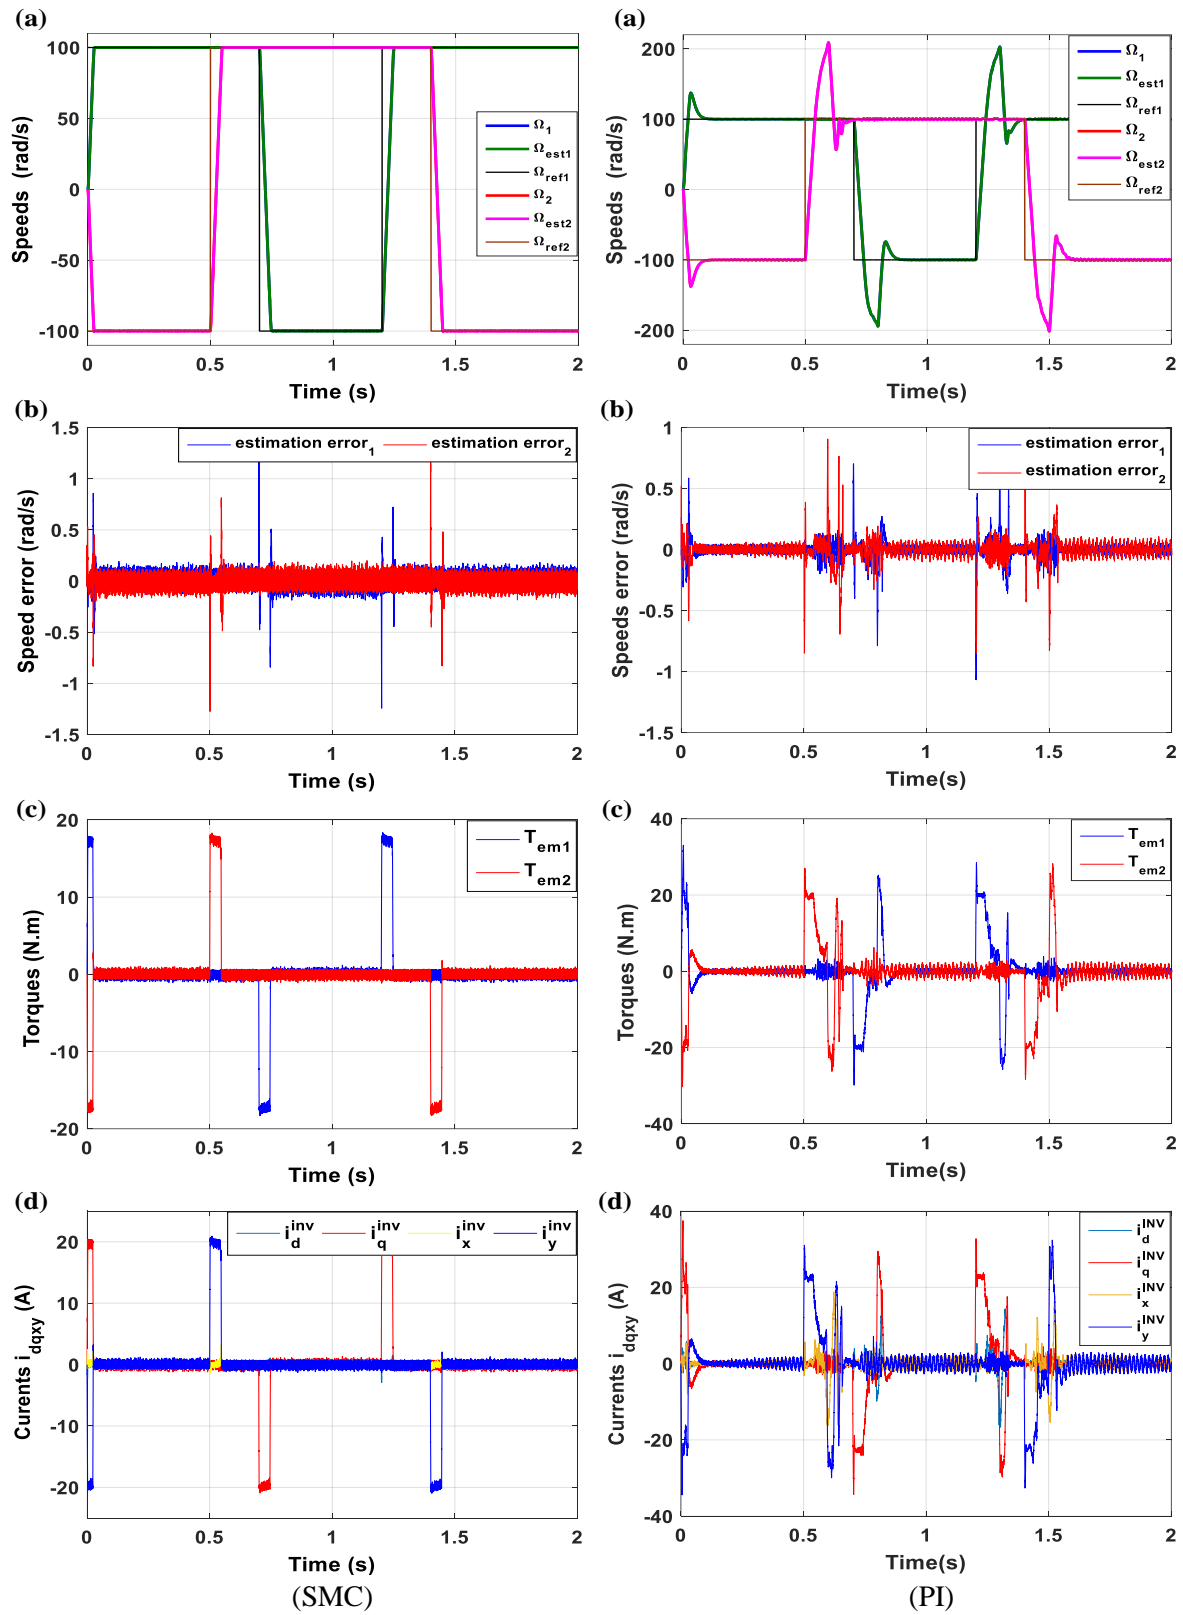 (a)
100
50
0
-50
-100
Speeds (rad/s)
Ω1
Ωest1
Ωref1
Ω2
Ωest2
Ωref2
0 0.5 1 1.5 2
Time (s)
(a)
200
100
0
-100
-200
Speeds (rad/s)
Ω1
Ωest1
Ωref1
Ω2
Ωest2
Ωref2
0 0.5 1 1.5 2
Time(s)
(b)
1.5
1
0.5
0
-0.5
-1
-1.5
Speed error (rad/s)
estimation error1 estimation error2
0 0.5 1 1.5 2
Time (s)
(b)
1
0.5
0
-0.5
-1
-1.5
Speeds error (rad/s)
estimation error1
estimation error2
0 0.5 1 1.5 2
Time(s)
(c)
20
10
0
-10
-20
Torques (N.m)
Tem1
Tem2
0 0.5 1 1.5 2
Time (s)
(c)
40
20
0
-20
-40
Torques (N.m)
Tem1
Tem2
0 0.5 1 1.5 2
Time(s)
(d)
20
10
0
-10
-20
Curents idqxy (A)
idinv iqinv ixinv iyinv
0 0.5 1 1.5 2
Time (s)
(SMC)
(d)
40
20
0
-20
-40
Currents idqxy (A)
idINV
iqINV
ixINV
iyINV
0 0.5 1 1.5 2
Time(s)
(PI)